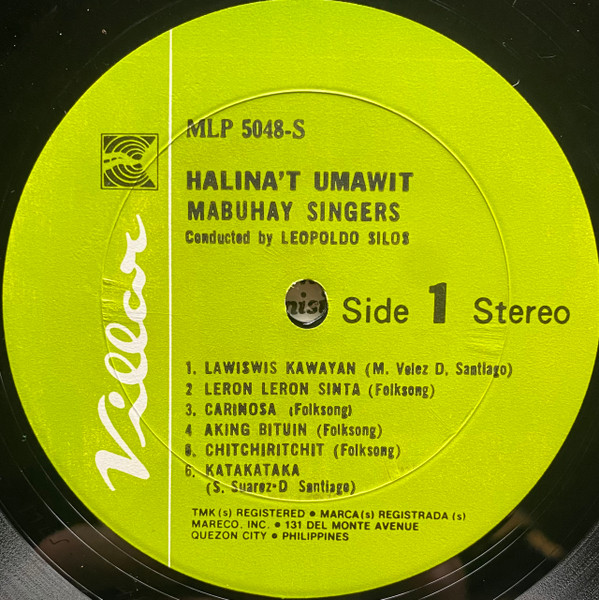 MLP 5048-S
HALINA'T UMAWIT
MABUHAY SINGERS
Conducted by LEOPOLDO SILOS
Villar
Side 1 Stereo
1. LAWISWIS KAWAYAN (M. Velez D. Santiago)
2 LERON LERON SINTA (Folksong)
3. CARINOSA (Folksong)
4 AKING BITUIN (Folksong)
5. CHITCHIRITCHIT (Folksong)
6. KATAKATAKA
(S. Suarez-D Santiago)
TMK (s) REGISTERED ● MARCA (s) REGISTRADA (s)
MARECO. INC. ● 131 DEL MONTE AVENUE
QUEZON CITY ● PHILIPPINES